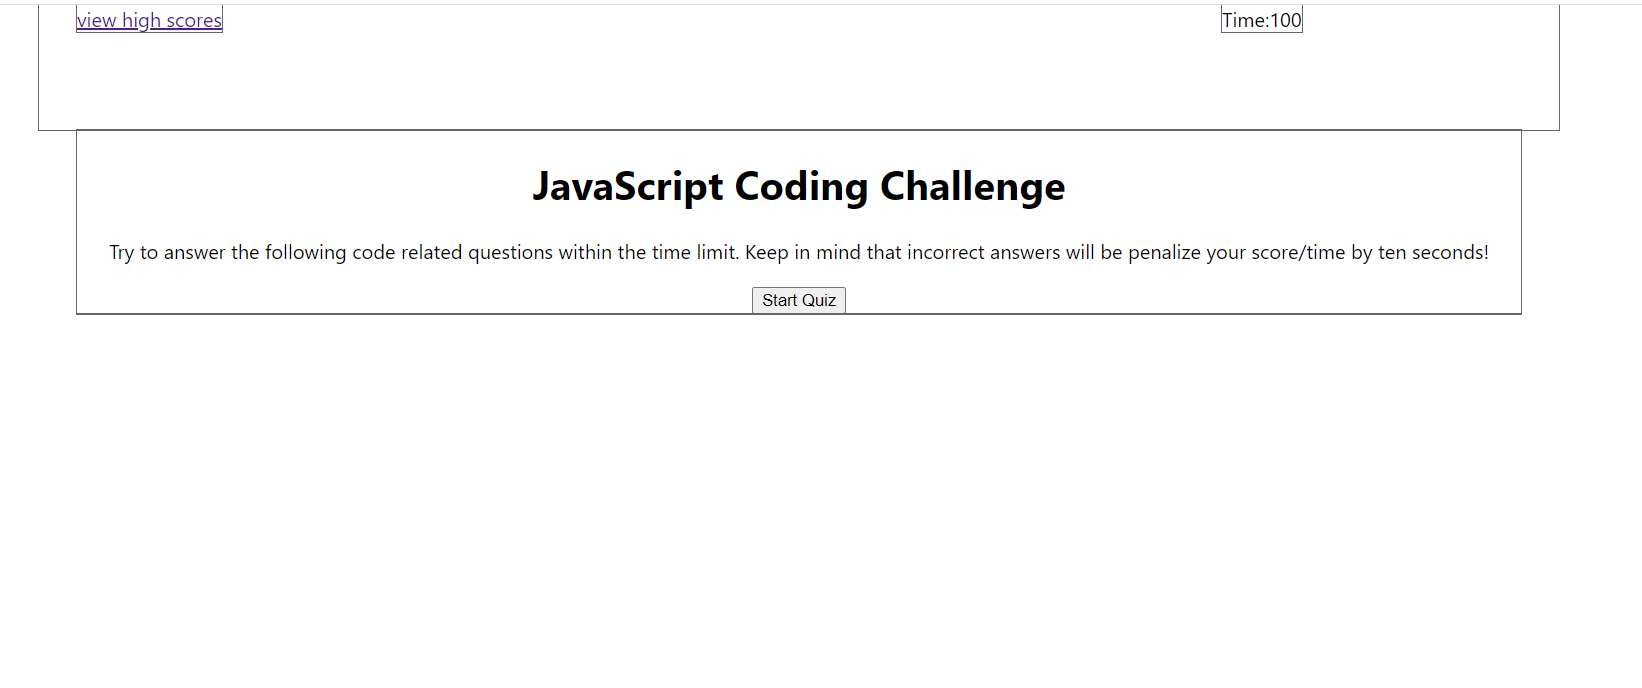 view high scores
Time:100
JavaScript Coding Challenge
Try to answer the following code related questions within the time limit. Keep in mind that incorrect answers will be penalize your score/time by ten seconds!
Start Quiz